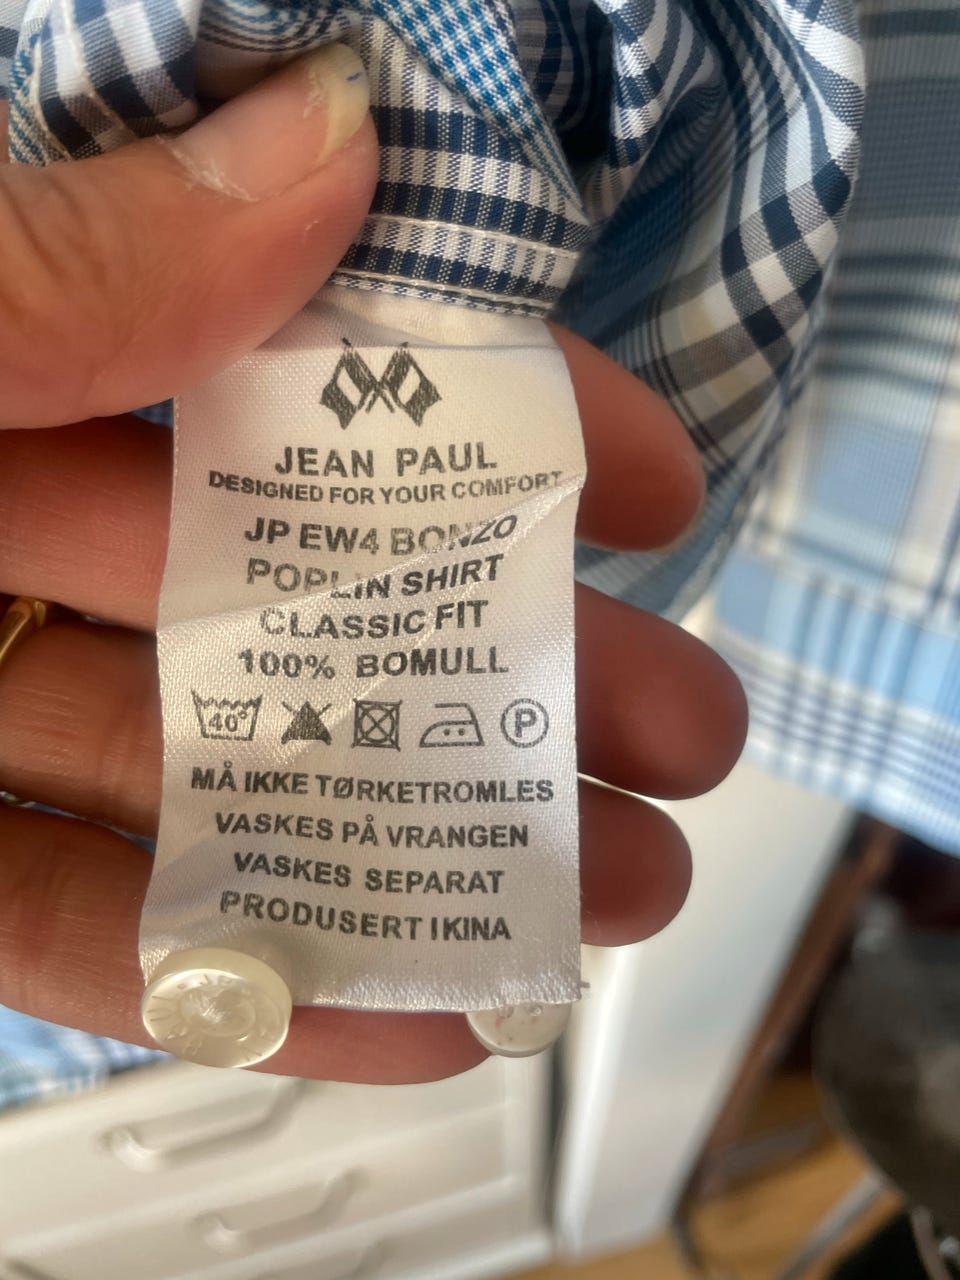 JEAN PAUL
DESIGNED FOR YOUR COMFORT
JP EW4 BONZO
POPLIN SHIRT
CLASSIC FIT
100% BOMULL
40° P
MÅ IKKE TØRKETROMLES
VASKES PÅ VRANGEN
VASKES SEPARAT
PRODUSERT I KINA